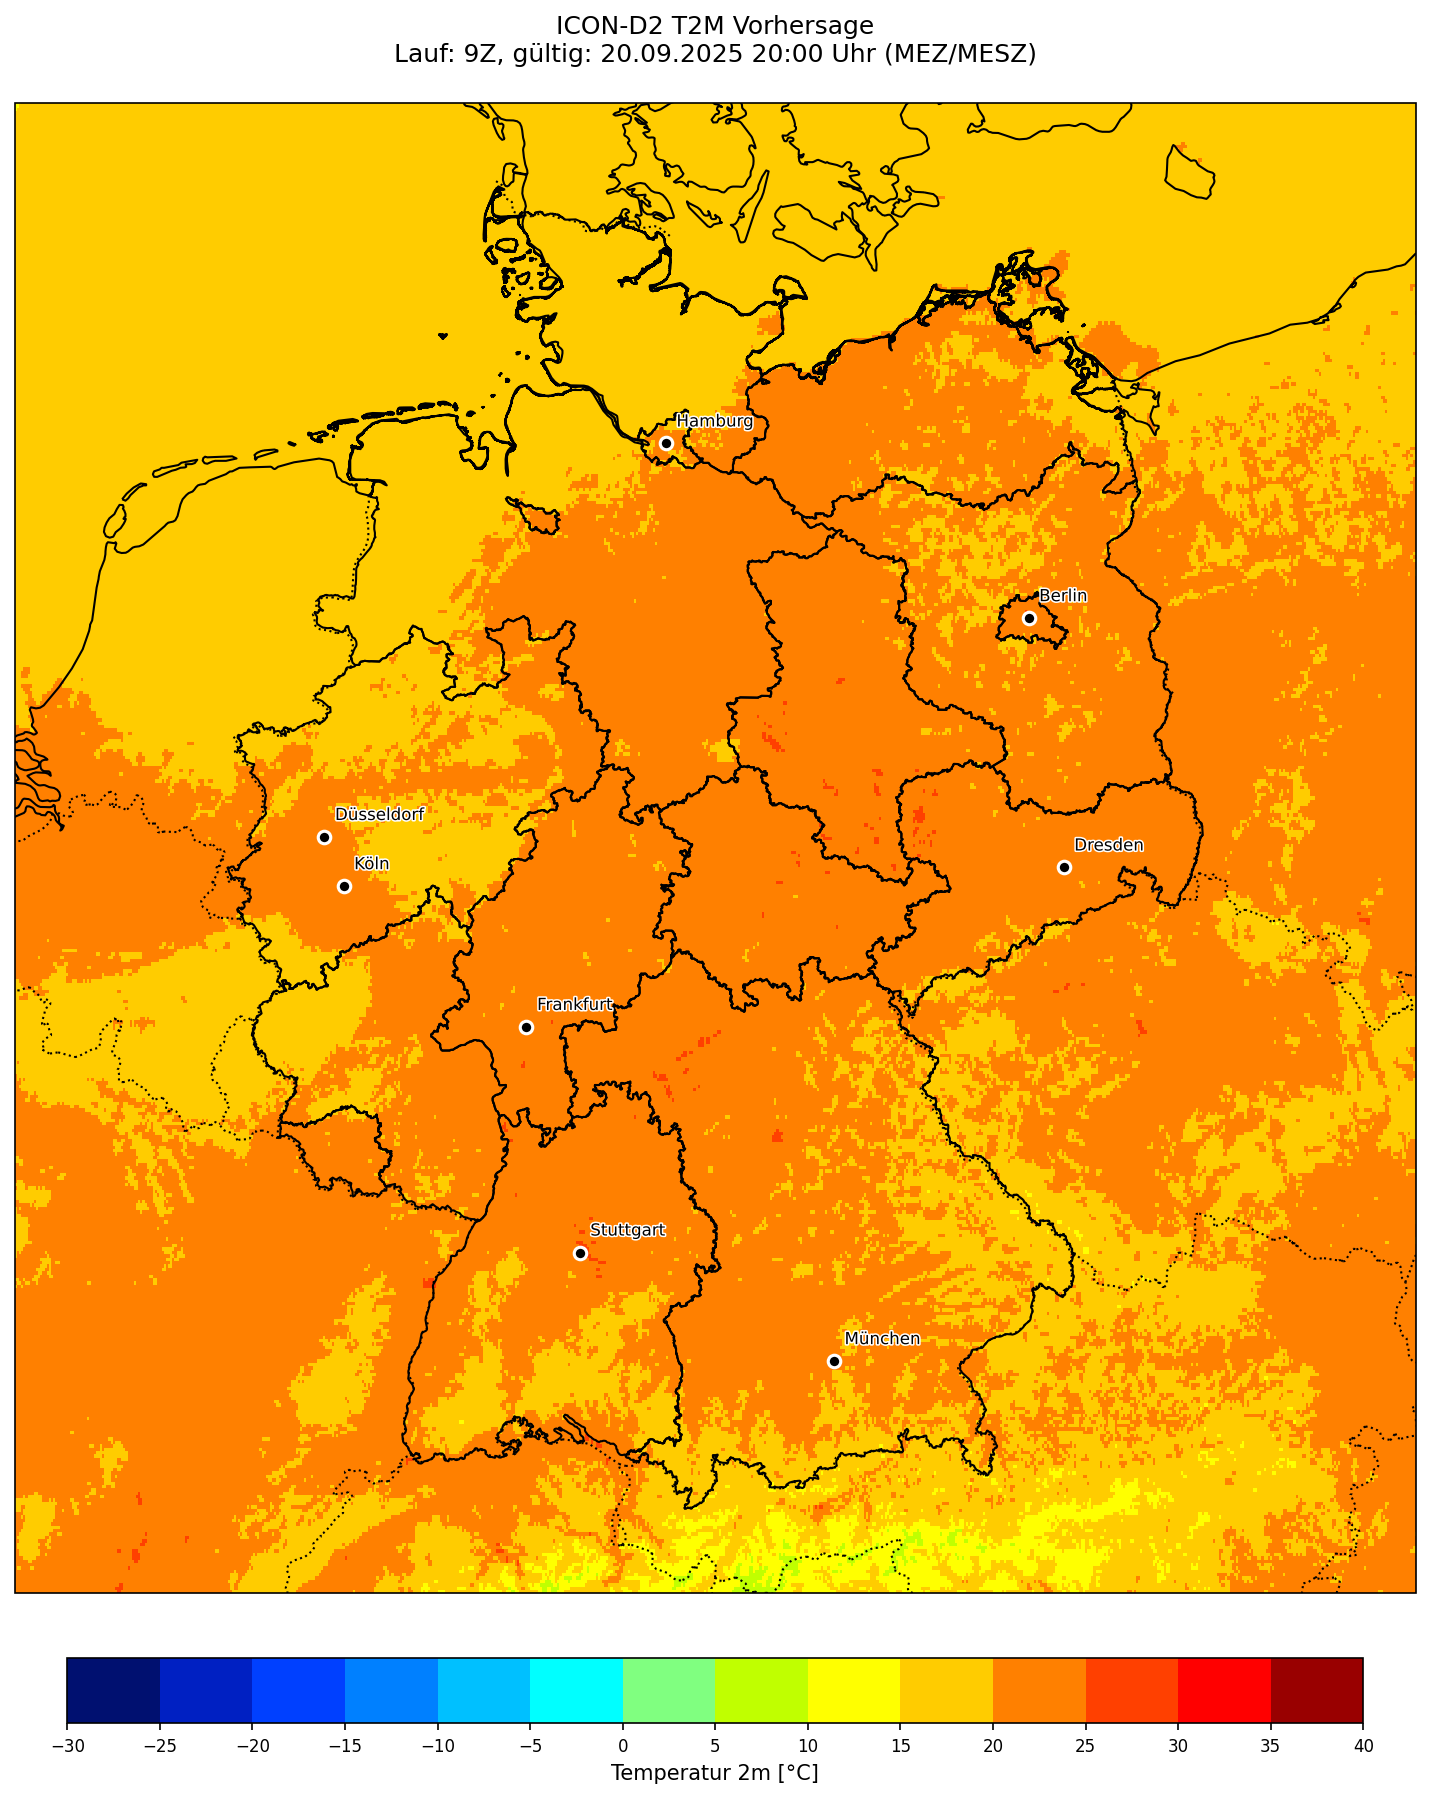 ICON-D2 T2M Vorhersage
Lauf: 9Z, gültig: 20.09.2025 20:00 Uhr (MEZ/MESZ)
Hamburg
Berlin
Düsseldorf
Köln
Dresden
Frankfurt
Stuttgart
München
−30 −25 −20 −15 −10 −5 0 5 10 15 20 25 30 35 40
Temperatur 2m [°C]